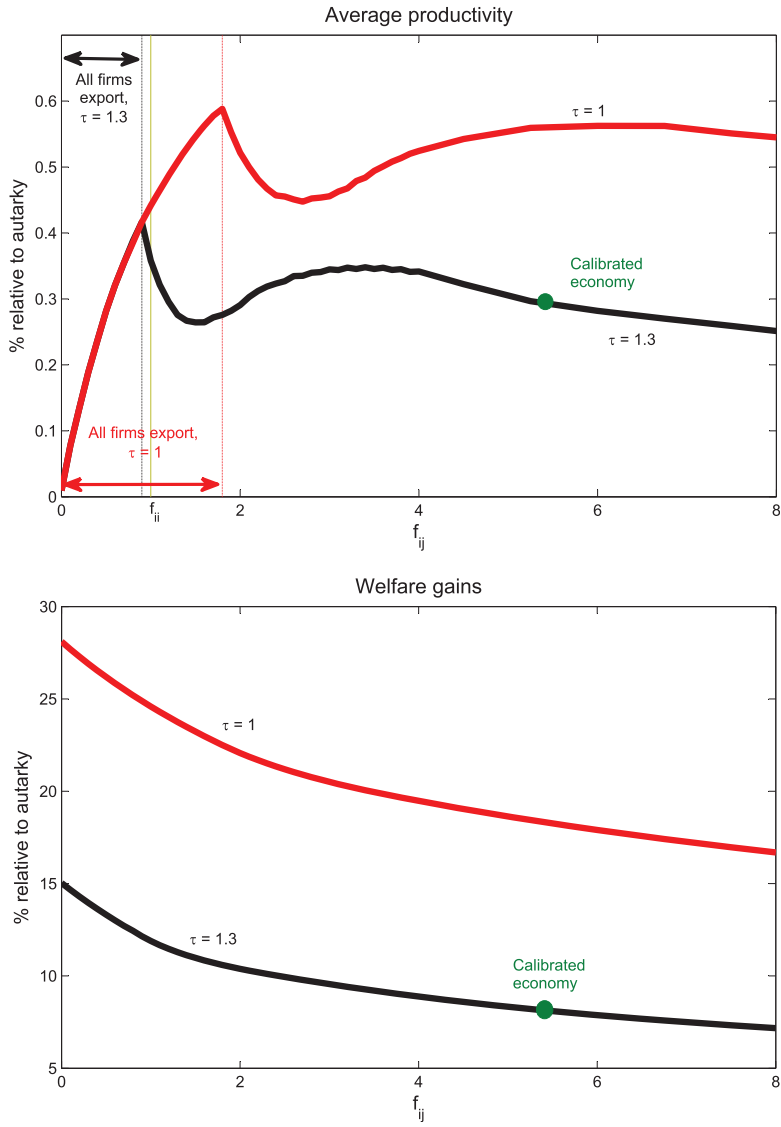 Average productivity
% relative to autarky
0.6
0.5
0.4
0.3
0.2
0.1
0
All firms
export,
τ = 1.3
τ = 1
Calibrated
economy
τ = 1.3
All firms export,
τ = 1
0
f_ii
2
4
6
8
f_ij
Welfare gains
% relative to autarky
30
25
20
15
10
5
τ = 1
τ = 1.3
Calibrated
economy
0
2
4
6
8
f_ij